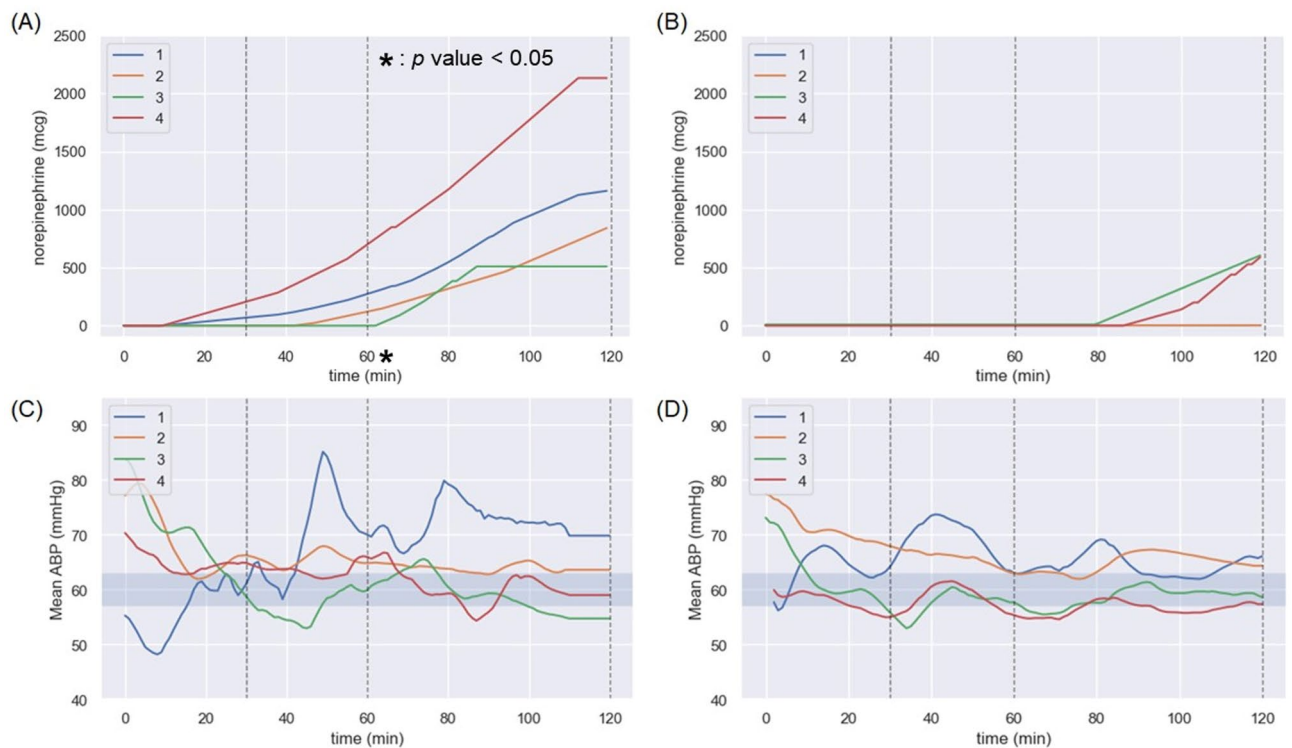 (A)
2500
2000
1500
1000
500
0
norepinephrine (mcg)
1
2
3
4
* : p value < 0.05
0 20 40 60 * 80 100 120
time (min)
(B)
2500
2000
1500
1000
500
0
norepinephrine (mcg)
1
2
3
4
0 20 40 60 80 100 120
time (min)
(C)
90
80
70
60
50
40
Mean ABP (mmHg)
1
2
3
4
0 20 40 60 80 100 120
time (min)
(D)
90
80
70
60
50
40
Mean ABP (mmHg)
1
2
3
4
0 20 40 60 80 100 120
time (min)